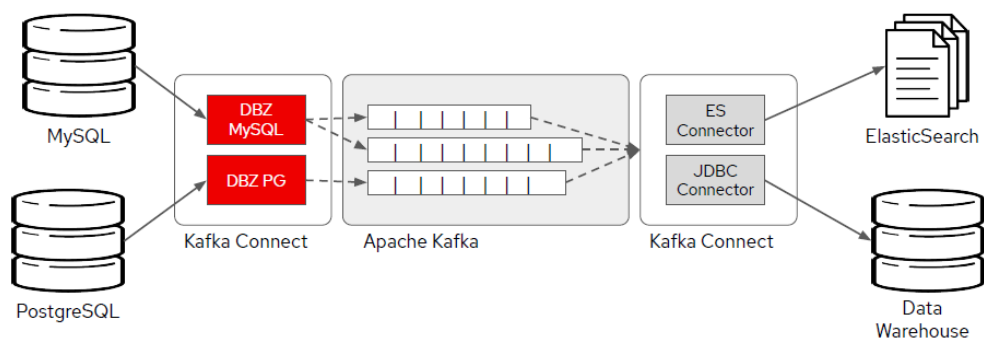 MySQL
PostgreSQL
DBZ
MySQL
DBZ PG
Kafka Connect
Apache Kafka
ES
Connector
JDBC
Connector
Kafka Connect
ElasticSearch
Data
Warehouse